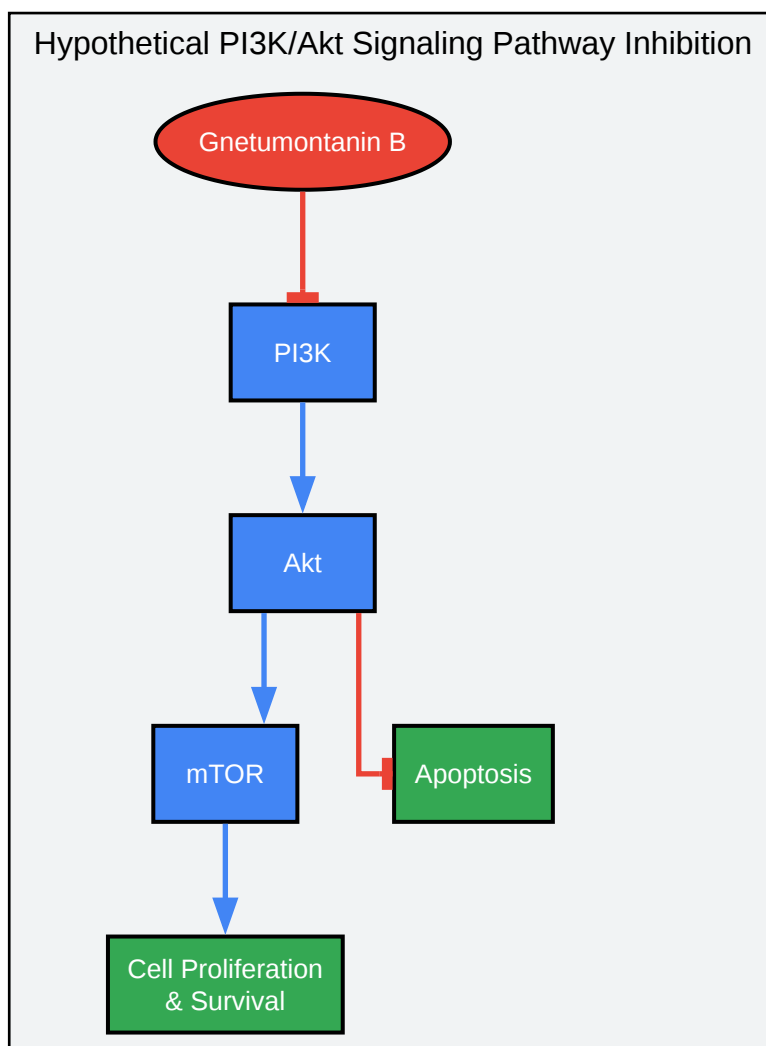 Hypothetical PI3K/Akt Signaling Pathway Inhibition
Gnetumontanin B
PI3K
Akt
mTOR
Apoptosis
Cell Proliferation
& Survival